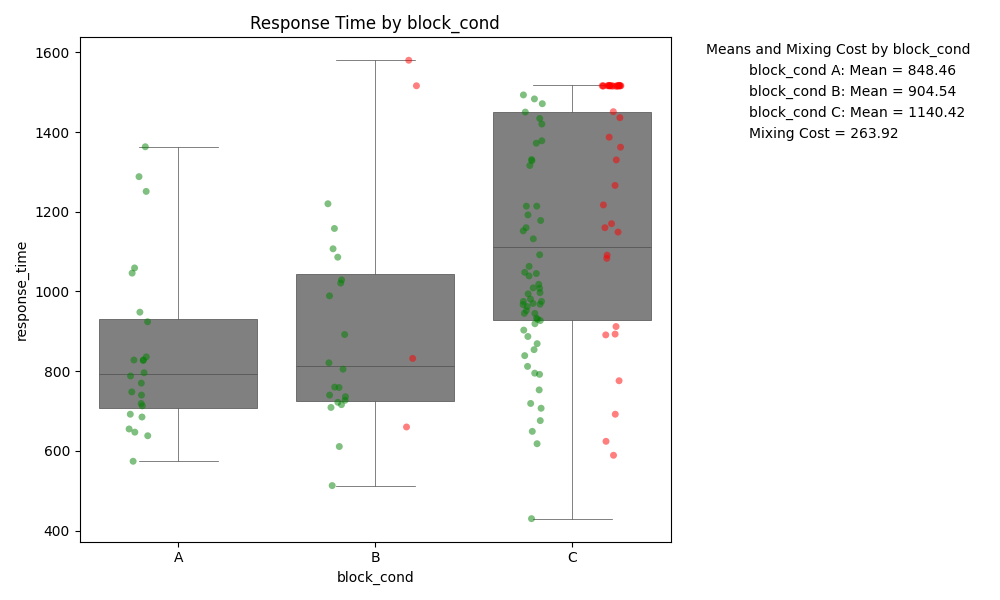 Response Time by block_cond
Means and Mixing Cost by block_cond
block_cond A: Mean = 848.46
block_cond B: Mean = 904.54
block_cond C: Mean = 1140.42
Mixing Cost = 263.92
response_time
1600
1400
1200
1000
800
600
400
A
B
C
block_cond